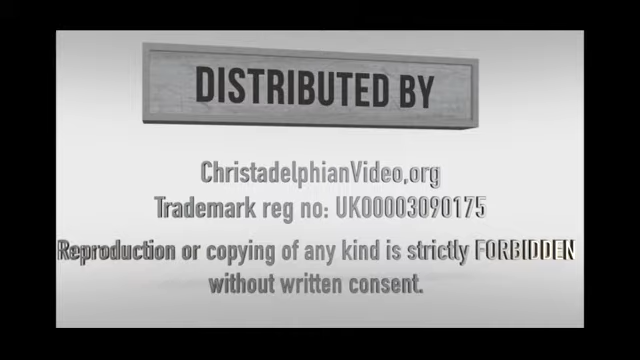 DISTRIBUTED BY
ChristadelphianVideo.org
Trademark reg no: UK00003090175
Reproduction or copying of any kind is strictly FORBIDDEN
without written consent.